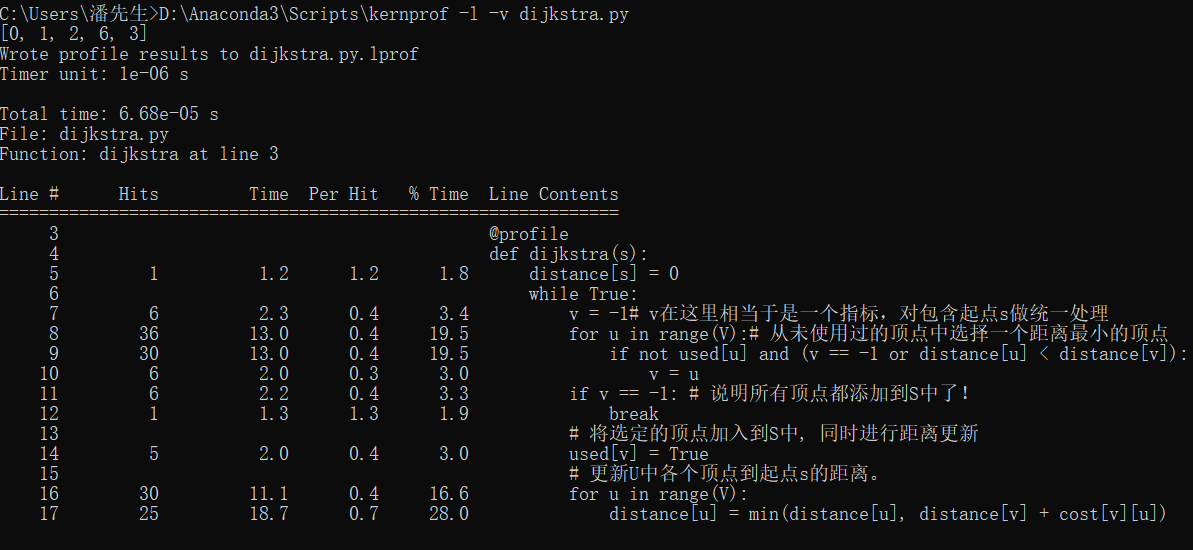 C:\Users\潘先生>D:\Anaconda3\Scripts\kernprof -l -v dijkstra.py
[0, 1, 2, 6, 3]
Wrote profile results to dijkstra.py.lprof
Timer unit: 1e-06 s
Total time: 6.68e-05 s
File: dijkstra.py
Function: dijkstra at line 3
Line #      Hits         Time  Per Hit   % Time  Line Contents
==============================================================
     3                                           @profile
     4                                           def dijkstra(s):
     5         1          1.2      1.2      1.8      distance[s] = 0
     6                                               while True:
     7         6          2.3      0.4      3.4          v = -1# v在这里相当于是一个指标，对包含起点s做统一处理
     8        36         13.0      0.4     19.5          for u in range(V):# 从未使用过的顶点中选择一个距离最小的顶点
     9        30         13.0      0.4     19.5              if not used[u] and (v == -1 or distance[u] < distance[v]):
    10         6          2.0      0.3      3.0                  v = u
    11         6          2.2      0.4      3.3          if v == -1: # 说明所有顶点都添加到S中了！
    12         1          1.3      1.3      1.9              break
    13                                                   # 将选定的顶点加入到S中, 同时进行距离更新
    14         5          2.0      0.4      3.0          used[v] = True
    15                                                   # 更新U中各个顶点到起点s的距离。
    16        30         11.1      0.4     16.6          for u in range(V):
    17        25         18.7      0.7     28.0              distance[u] = min(distance[u], distance[v] + cost[v][u])